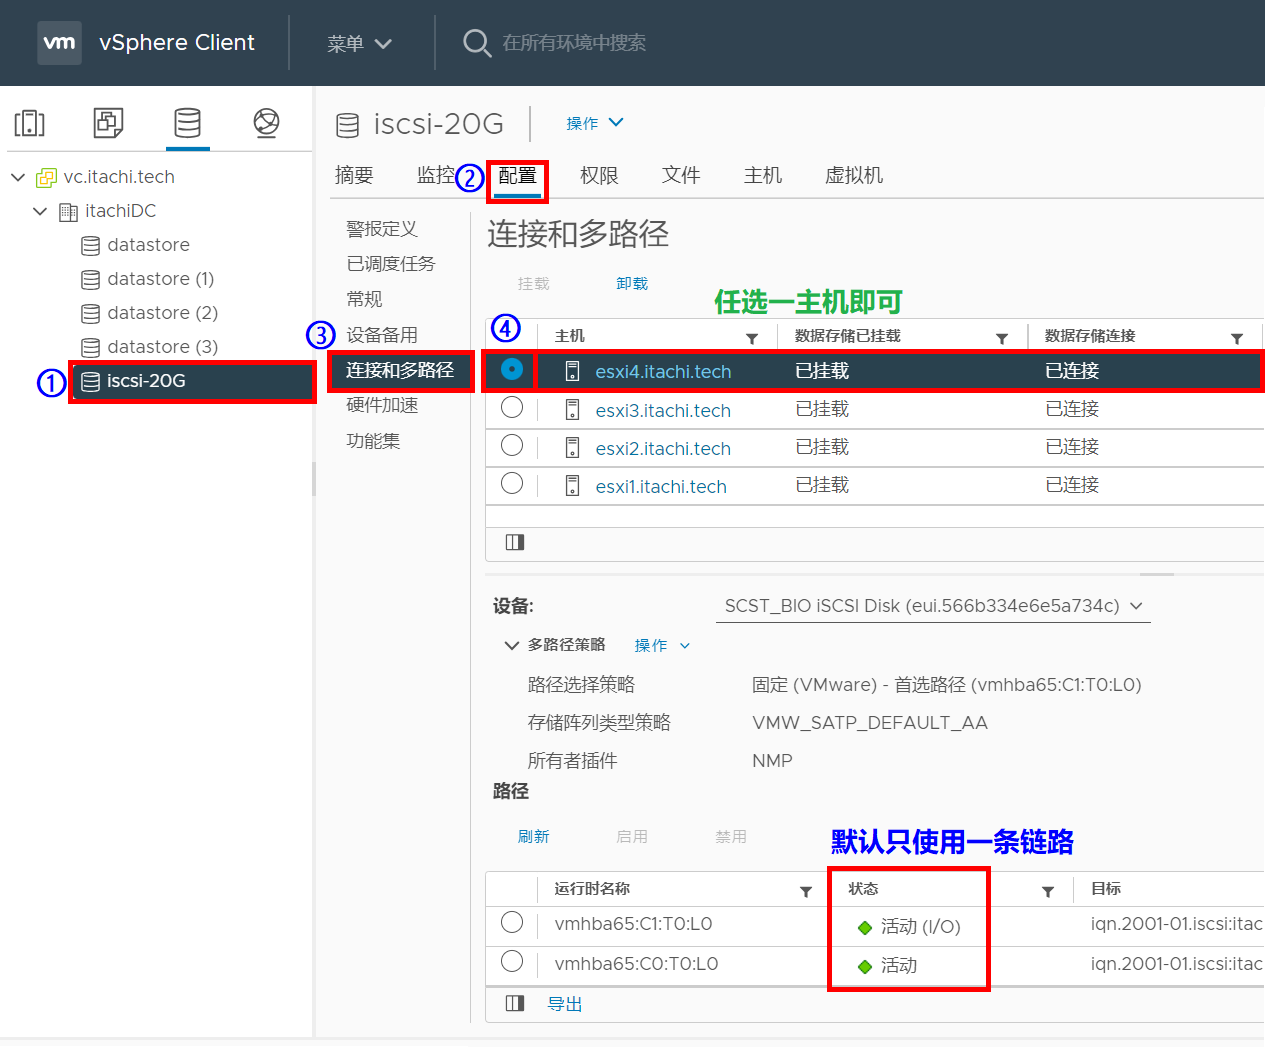 vm vSphere Client 菜单 在所有环境中搜索
vc.itachi.tech
itachiDC
datastore
datastore (1)
datastore (2)
datastore (3)
① iscsi-20G
iscsi-20G 操作
摘要 监控 ② 配置 权限 文件 主机 虚拟机
警报定义
已调度任务
常规
设备备用
③ 连接和多路径
硬件加速
功能集
连接和多路径
挂载 卸载
任选一主机即可
④ 主机 数据存储已挂载 数据存储连接
esxi4.itachi.tech 已挂载 已连接
esxi3.itachi.tech 已挂载 已连接
esxi2.itachi.tech 已挂载 已连接
esxi1.itachi.tech 已挂载 已连接
设备: SCST_BIO iSCSI Disk (eui.566b334e6e5a734c)
多路径策略 操作
路径选择策略 固定 (VMware) - 首选路径 (vmhba65:C1:T0:L0)
存储阵列类型策略 VMW_SATP_DEFAULT_AA
所有者插件 NMP
路径
刷新 启用 禁用
默认只使用一条链路
运行时名称 状态 目标
vmhba65:C1:T0:L0 活动 (I/O) iqn.2001-01.iscsi:itac
vmhba65:C0:T0:L0 活动 iqn.2001-01.iscsi:itac
导出